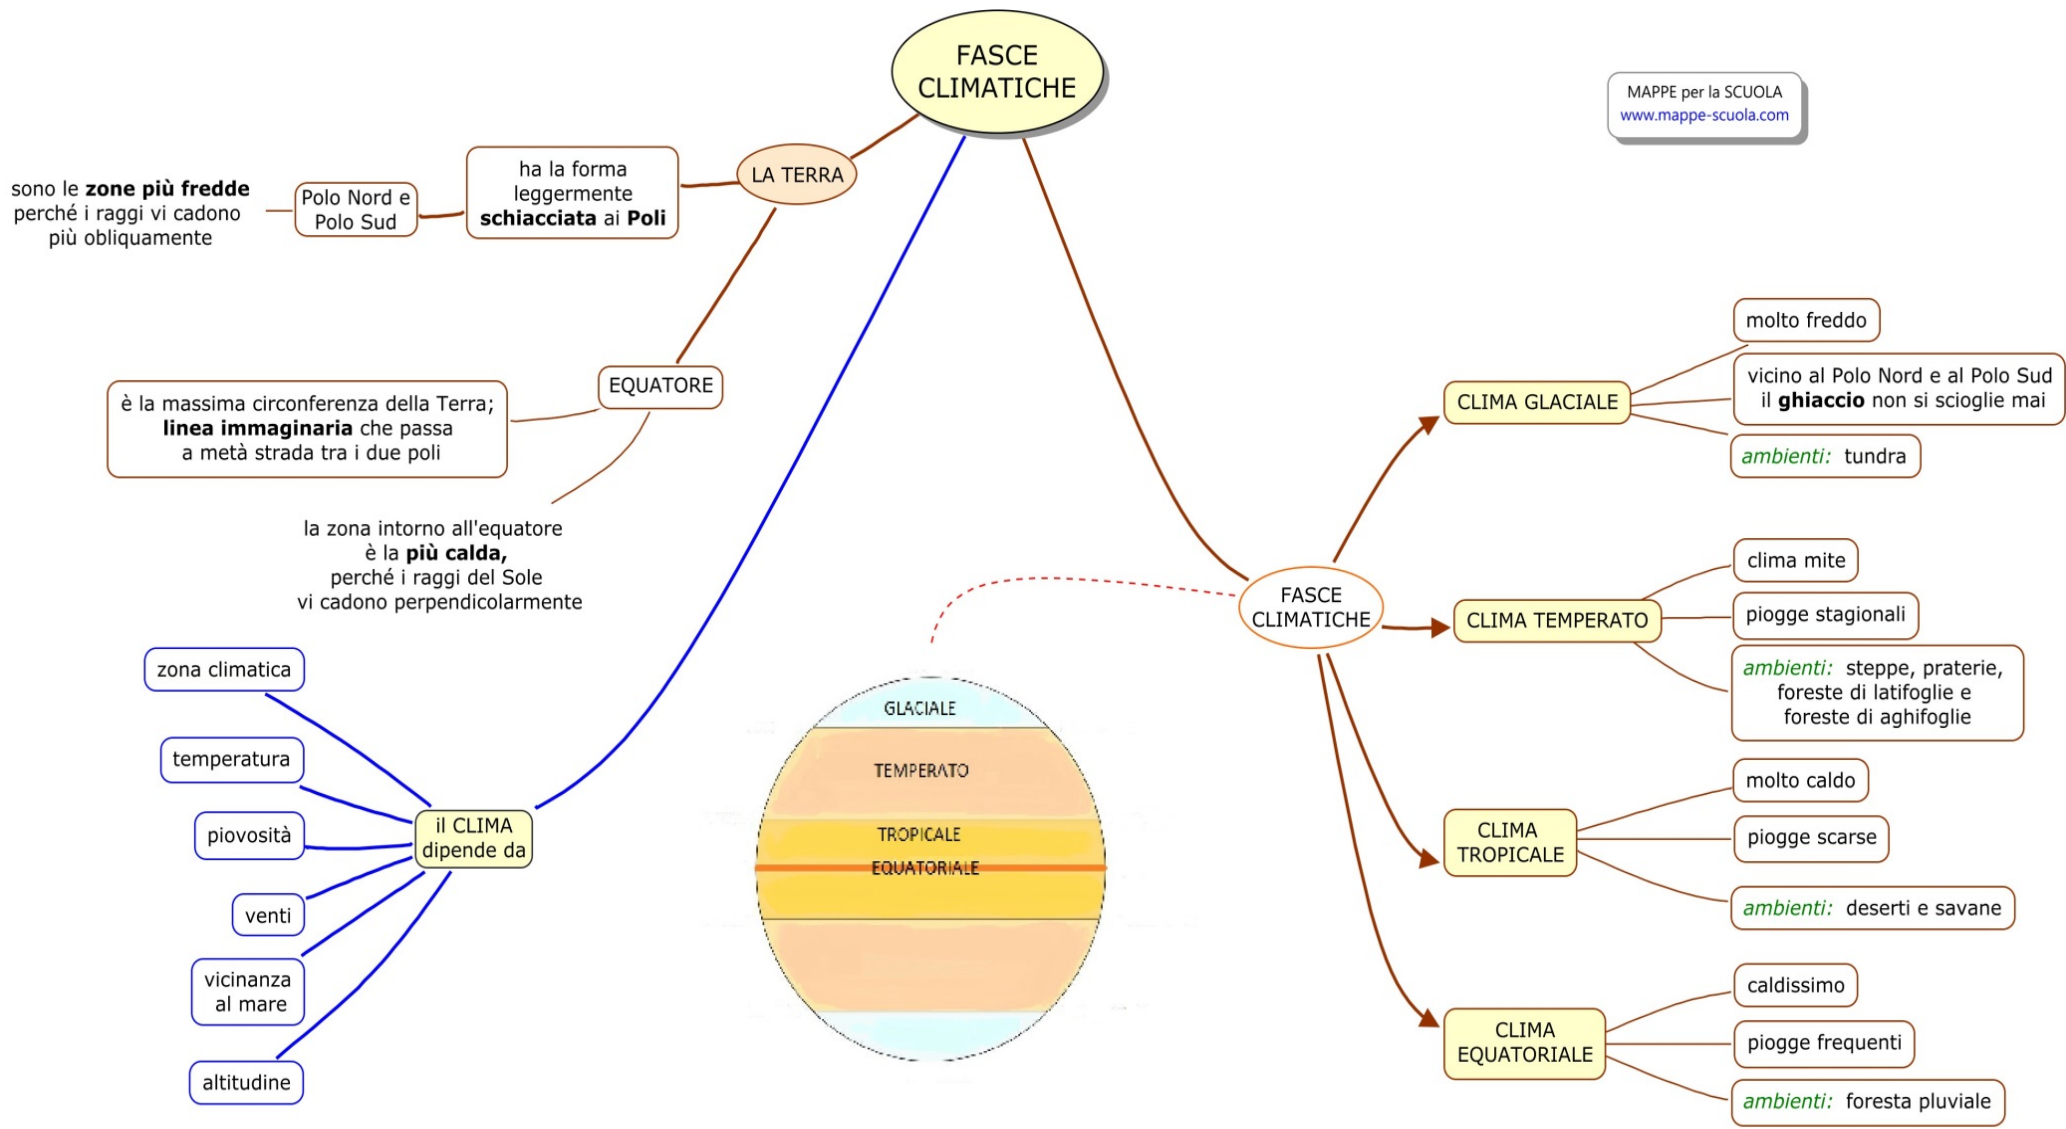 FASCE
CLIMATICHE
MAPPE per la SCUOLA
www.mappe-scuola.com
LA TERRA
ha la forma
leggermente
schiacciata ai Poli
Polo Nord e
Polo Sud
sono le zone più fredde
perché i raggi vi cadono
più obliquamente
EQUATORE
è la massima circonferenza della Terra;
linea immaginaria che passa
a metà strada tra i due poli
la zona intorno all'equatore
è la più calda,
perché i raggi del Sole
vi cadono perpendicolarmente
il CLIMA
dipende da
zona climatica
temperatura
piovosità
venti
vicinanza
al mare
altitudine
GLACIALE
TEMPERATO
TROPICALE
EQUATORIALE
FASCE
CLIMATICHE
CLIMA GLACIALE
molto freddo
vicino al Polo Nord e al Polo Sud
il ghiaccio non si scioglie mai
ambienti: tundra
CLIMA TEMPERATO
clima mite
piogge stagionali
ambienti: steppe, praterie,
foreste di latifoglie e
foreste di aghifoglie
CLIMA
TROPICALE
molto caldo
piogge scarse
ambienti: deserti e savane
CLIMA
EQUATORIALE
caldissimo
piogge frequenti
ambienti: foresta pluviale